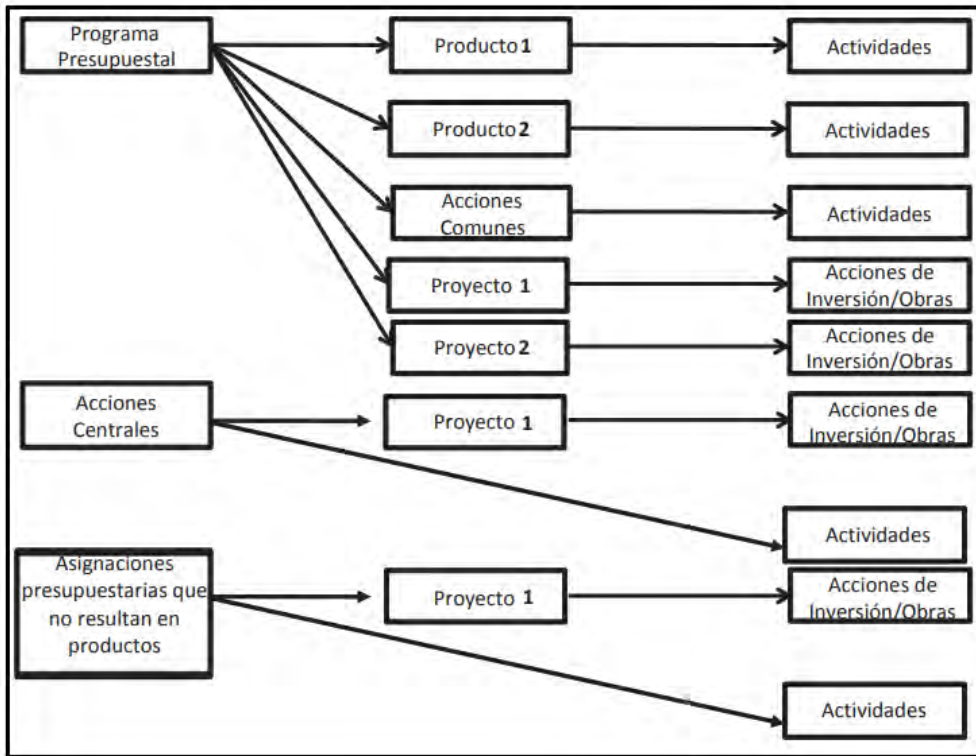 Programa
Presupuestal
Producto 1
Actividades
Producto 2
Actividades
Acciones
Comunes
Actividades
Proyecto 1
Acciones de
Inversión/Obras
Proyecto 2
Acciones de
Inversión/Obras
Acciones
Centrales
Proyecto 1
Acciones de
Inversión/Obras
Actividades
Asignaciones
presupuestarias que
no resultan en
productos
Proyecto 1
Acciones de
Inversión/Obras
Actividades